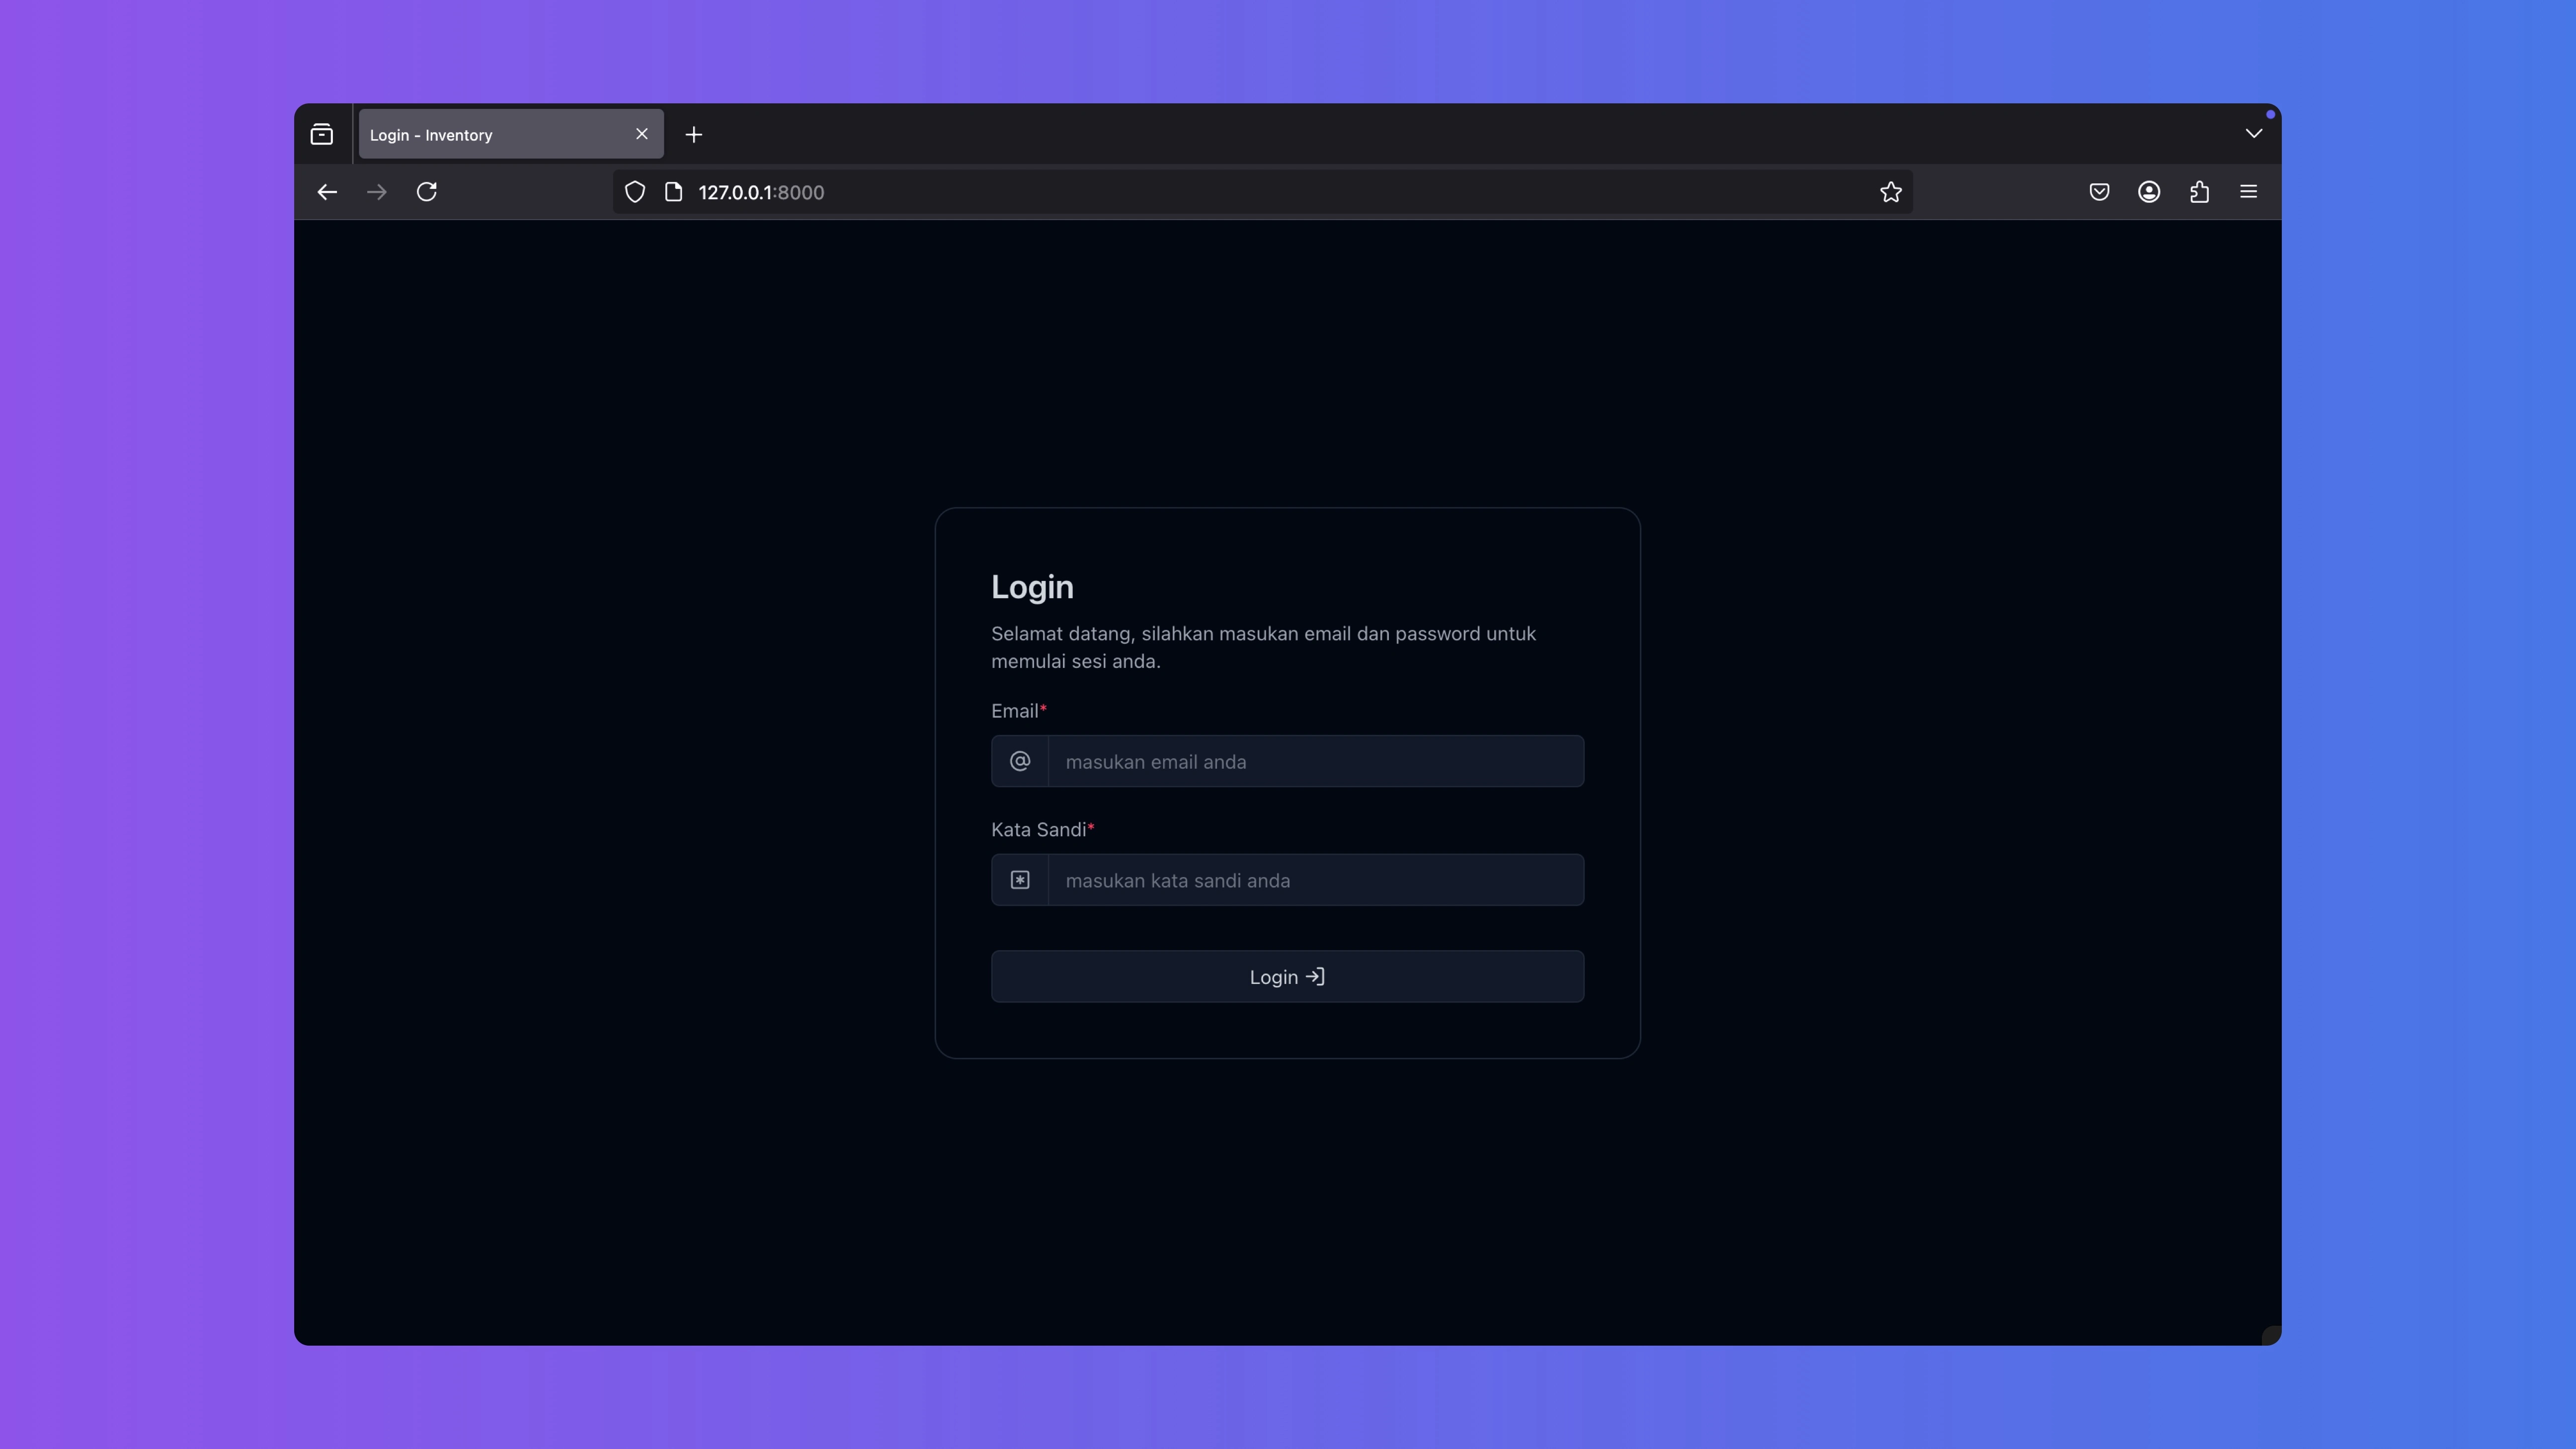 Login - Inventory
127.0.0.1:8000
Login
Selamat datang, silahkan masukan email dan password untuk
memulai sesi anda.
Email*
masukan email anda
Kata Sandi*
masukan kata sandi anda
Login